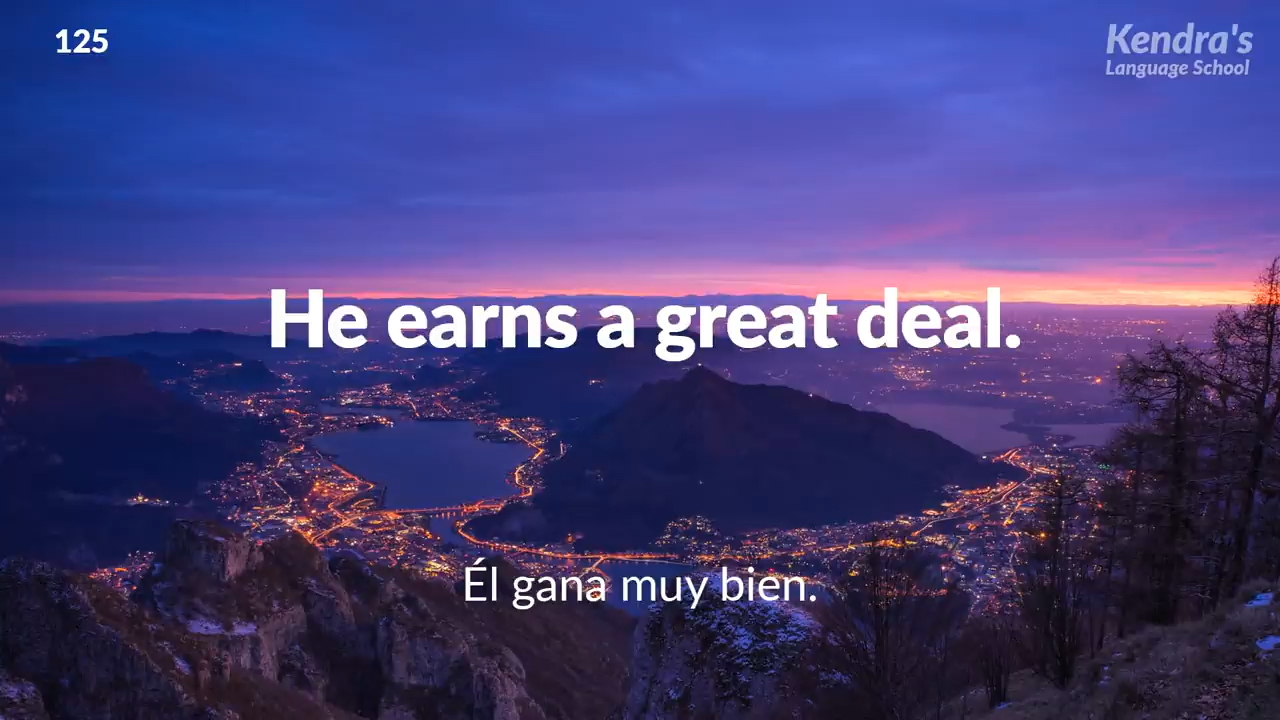 125
Kendra's
Language School
He earns a great deal.
Él gana muy bien.